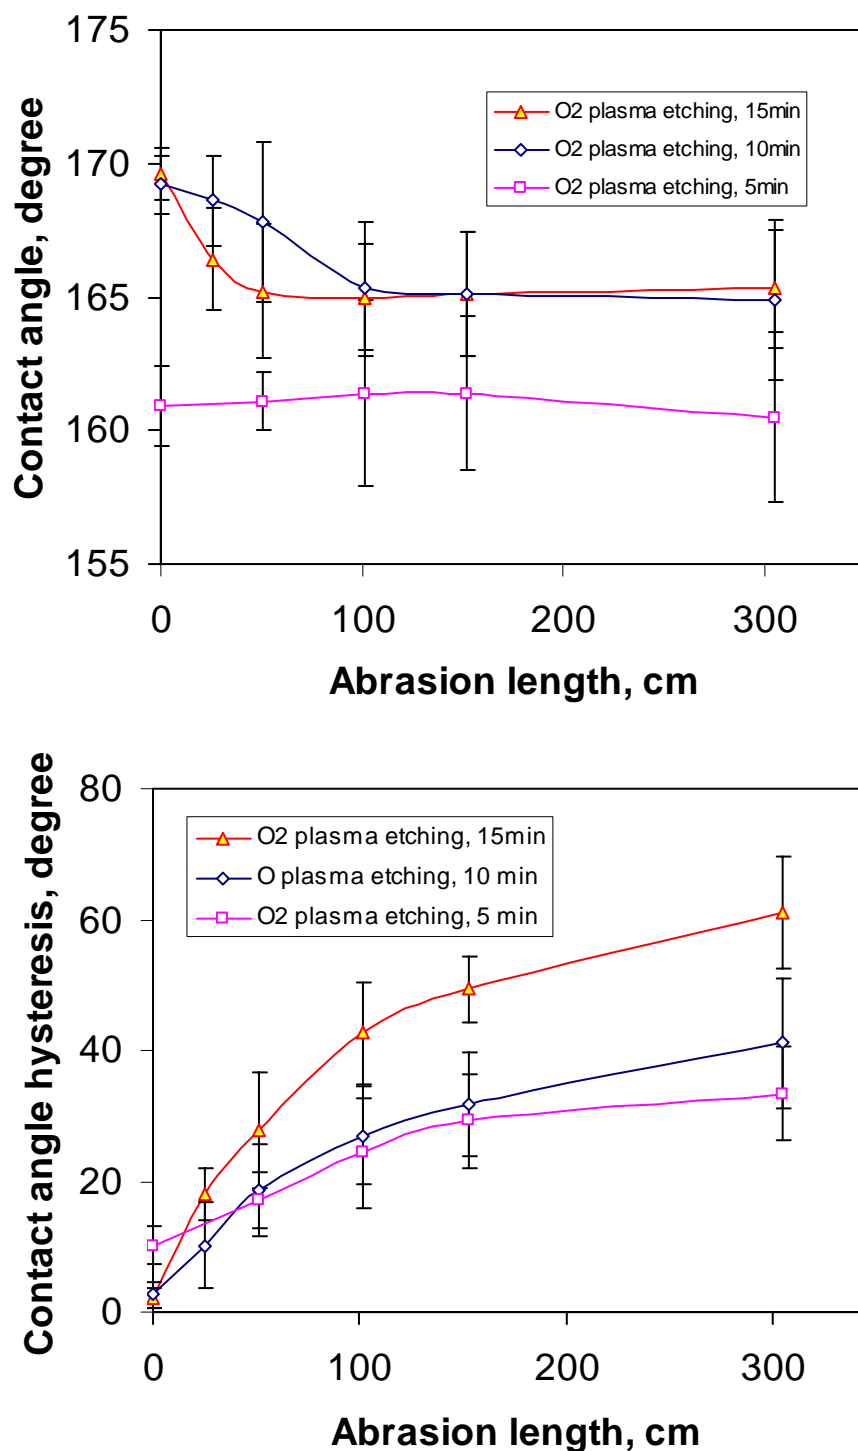 175
170
165
160
155
Contact angle, degree
O2 plasma etching, 15min
O2 plasma etching, 10min
O2 plasma etching, 5min
0 100 200 300
Abrasion length, cm
80
60
40
20
0
Contact angle hysteresis, degree
O2 plasma etching, 15min
O plasma etching, 10 min
O2 plasma etching, 5 min
0 100 200 300
Abrasion length, cm